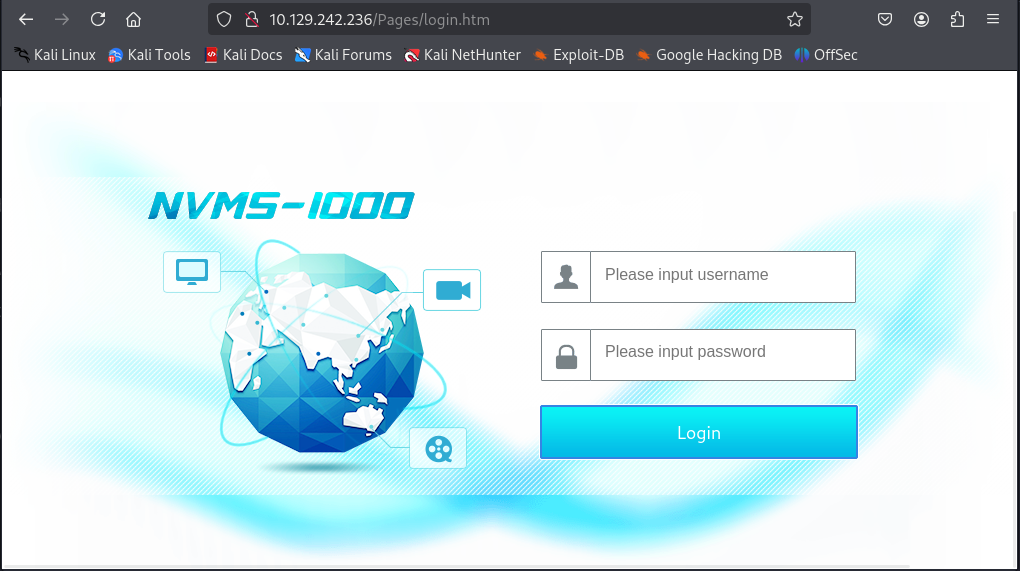 10.129.242.236/Pages/login.htm
Kali Linux Kali Tools Kali Docs Kali Forums Kali NetHunter Exploit-DB Google Hacking DB OffSec
NVMS-1000
Please input username
Please input password
Login